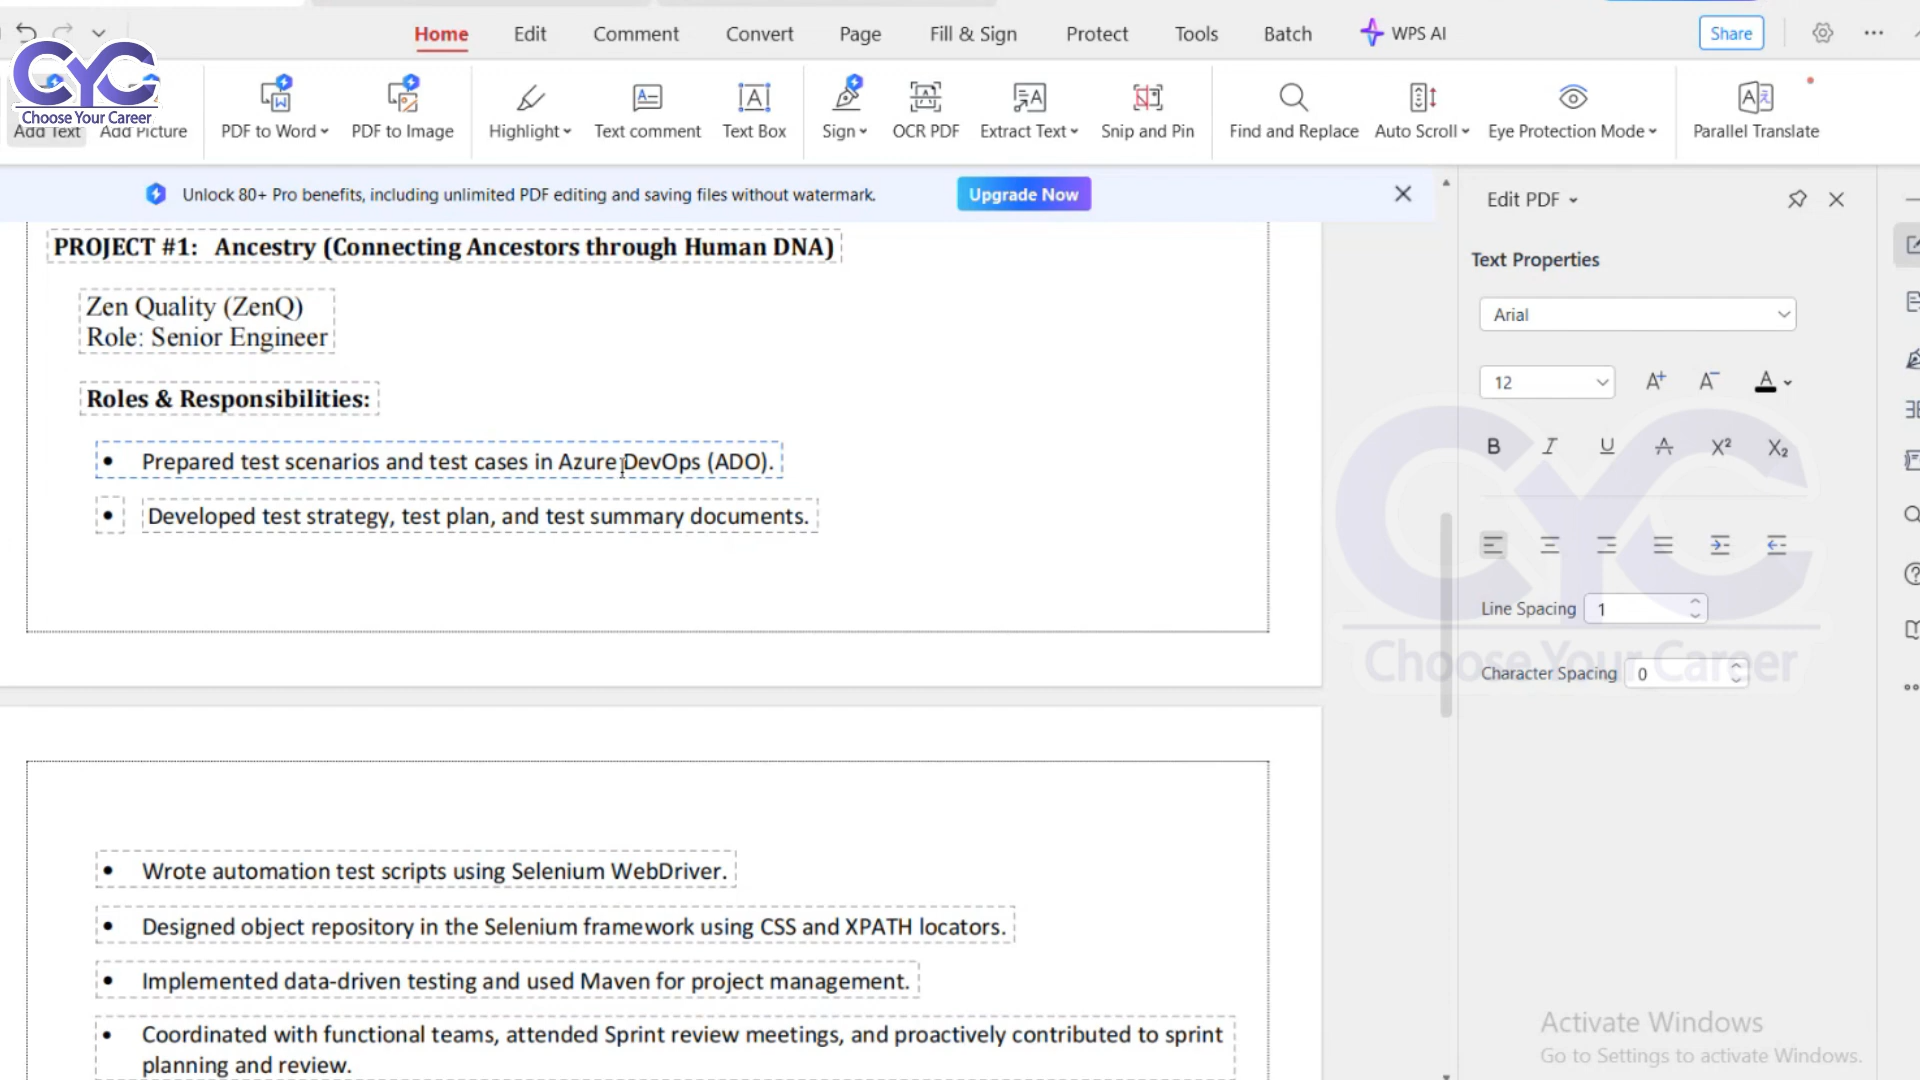 Home Edit Comment Convert Page Fill & Sign Protect Tools Batch WPS AI Share
CYC
Choose Your Career
Add Text Add Picture PDF to Word PDF to Image Highlight Text comment Text Box Sign OCR PDF Extract Text Snip and Pin Find and Replace Auto Scroll Eye Protection Mode Parallel Translate
Unlock 80+ Pro benefits, including unlimited PDF editing and saving files without watermark. Upgrade Now
PROJECT #1: Ancestry (Connecting Ancestors through Human DNA)
Zen Quality (ZenQ)
Role: Senior Engineer
Roles & Responsibilities:
• Prepared test scenarios and test cases in Azure DevOps (ADO).
• Developed test strategy, test plan, and test summary documents.
• Wrote automation test scripts using Selenium WebDriver.
• Designed object repository in the Selenium framework using CSS and XPATH locators.
• Implemented data-driven testing and used Maven for project management.
• Coordinated with functional teams, attended Sprint review meetings, and proactively contributed to sprint
planning and review.
Edit PDF
Text Properties
Arial
12 A+ A- A
B I U A X² X₂
CYC
Line Spacing 1
Choose Your Career
Character Spacing 0
Activate Windows
Go to Settings to activate Windows.